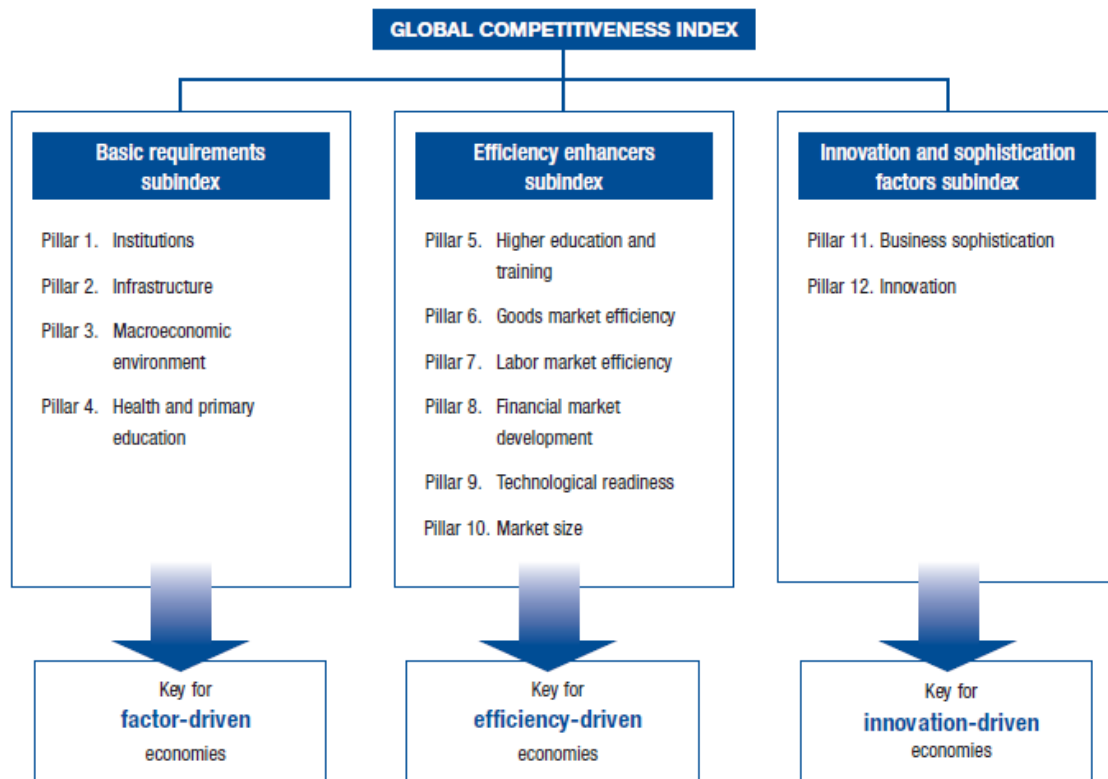 GLOBAL COMPETITIVENESS INDEX
Basic requirements
subindex
Pillar 1. Institutions
Pillar 2. Infrastructure
Pillar 3. Macroeconomic
environment
Pillar 4. Health and primary
education
Key for
factor-driven
economies
Efficiency enhancers
subindex
Pillar 5. Higher education and
training
Pillar 6. Goods market efficiency
Pillar 7. Labor market efficiency
Pillar 8. Financial market
development
Pillar 9. Technological readiness
Pillar 10. Market size
Key for
efficiency-driven
economies
Innovation and sophistication
factors subindex
Pillar 11. Business sophistication
Pillar 12. Innovation
Key for
innovation-driven
economies